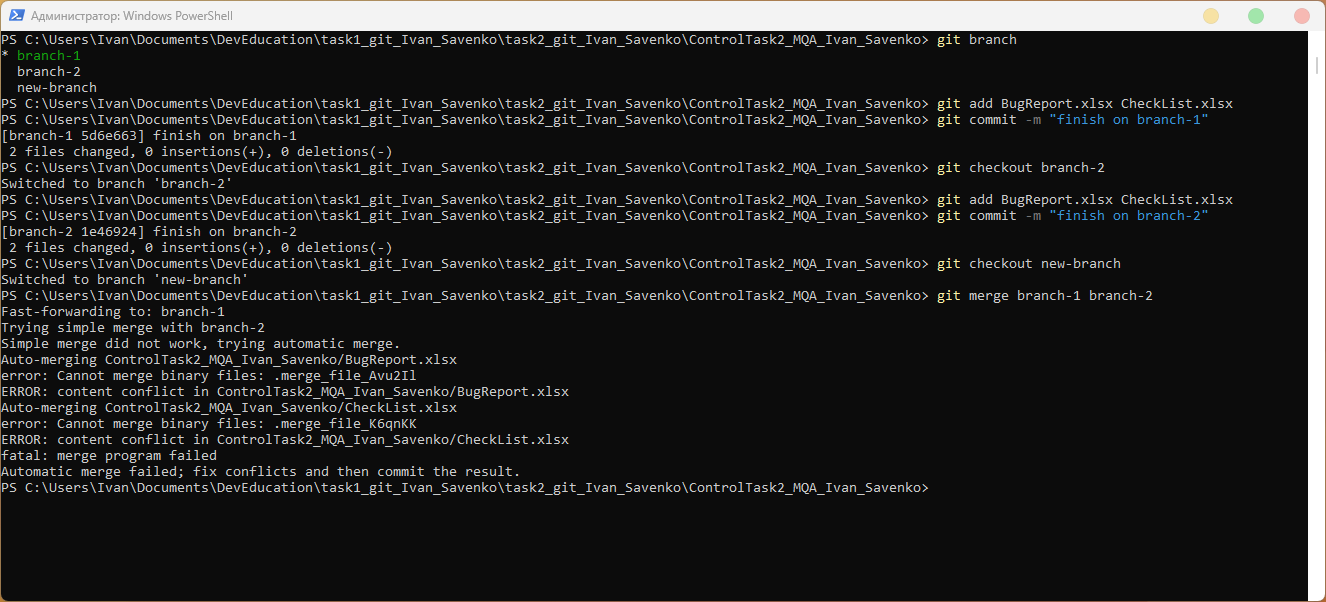 Администратор: Windows PowerShell
PS C:\Users\Ivan\Documents\DevEducation\task1_git_Ivan_Savenko\task2_git_Ivan_Savenko\ControlTask2_MQA_Ivan_Savenko> git branch
* branch-1
  branch-2
  new-branch
PS C:\Users\Ivan\Documents\DevEducation\task1_git_Ivan_Savenko\task2_git_Ivan_Savenko\ControlTask2_MQA_Ivan_Savenko> git add BugReport.xlsx CheckList.xlsx
PS C:\Users\Ivan\Documents\DevEducation\task1_git_Ivan_Savenko\task2_git_Ivan_Savenko\ControlTask2_MQA_Ivan_Savenko> git commit -m "finish on branch-1"
[branch-1 5d6e663] finish on branch-1
 2 files changed, 0 insertions(+), 0 deletions(-)
PS C:\Users\Ivan\Documents\DevEducation\task1_git_Ivan_Savenko\task2_git_Ivan_Savenko\ControlTask2_MQA_Ivan_Savenko> git checkout branch-2
Switched to branch 'branch-2'
PS C:\Users\Ivan\Documents\DevEducation\task1_git_Ivan_Savenko\task2_git_Ivan_Savenko\ControlTask2_MQA_Ivan_Savenko> git add BugReport.xlsx CheckList.xlsx
PS C:\Users\Ivan\Documents\DevEducation\task1_git_Ivan_Savenko\task2_git_Ivan_Savenko\ControlTask2_MQA_Ivan_Savenko> git commit -m "finish on branch-2"
[branch-2 1e46924] finish on branch-2
 2 files changed, 0 insertions(+), 0 deletions(-)
PS C:\Users\Ivan\Documents\DevEducation\task1_git_Ivan_Savenko\task2_git_Ivan_Savenko\ControlTask2_MQA_Ivan_Savenko> git checkout new-branch
Switched to branch 'new-branch'
PS C:\Users\Ivan\Documents\DevEducation\task1_git_Ivan_Savenko\task2_git_Ivan_Savenko\ControlTask2_MQA_Ivan_Savenko> git merge branch-1 branch-2
Fast-forwarding to: branch-1
Trying simple merge with branch-2
Simple merge did not work, trying automatic merge.
Auto-merging ControlTask2_MQA_Ivan_Savenko/BugReport.xlsx
error: Cannot merge binary files: .merge_file_Avu2Il
ERROR: content conflict in ControlTask2_MQA_Ivan_Savenko/BugReport.xlsx
Auto-merging ControlTask2_MQA_Ivan_Savenko/CheckList.xlsx
error: Cannot merge binary files: .merge_file_K6qnKK
ERROR: content conflict in ControlTask2_MQA_Ivan_Savenko/CheckList.xlsx
fatal: merge program failed
Automatic merge failed; fix conflicts and then commit the result.
PS C:\Users\Ivan\Documents\DevEducation\task1_git_Ivan_Savenko\task2_git_Ivan_Savenko\ControlTask2_MQA_Ivan_Savenko>